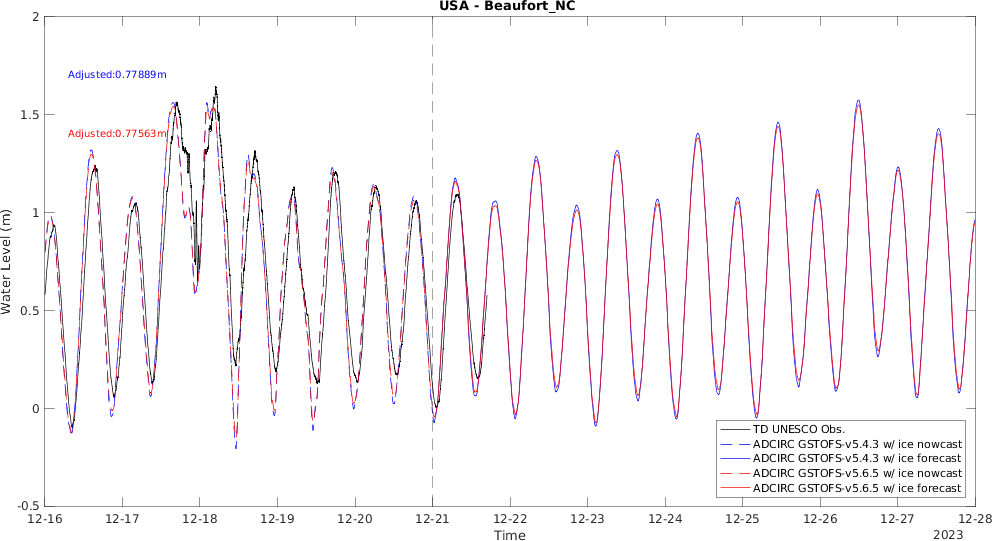 USA - Beaufort_NC
2
Adjusted:0.77889m
1.5
Adjusted:0.77563m
1
Water Level (m)
0.5
0
-0.5
TD UNESCO Obs.
ADCIRC GSTOFS-v5.4.3 w/ ice nowcast
ADCIRC GSTOFS-v5.4.3 w/ ice forecast
ADCIRC GSTOFS-v5.6.5 w/ ice nowcast
ADCIRC GSTOFS-v5.6.5 w/ ice forecast
12-16 12-17 12-18 12-19 12-20 12-21 12-22 12-23 12-24 12-25 12-26 12-27 12-28
Time
2023